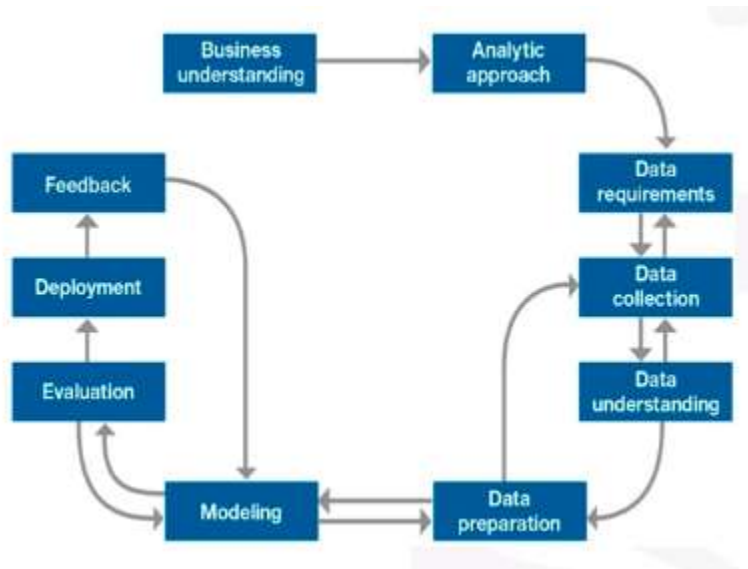 Business
understanding
Analytic
approach
Data
requirements
Data
collection
Data
understanding
Data
preparation
Modeling
Evaluation
Deployment
Feedback